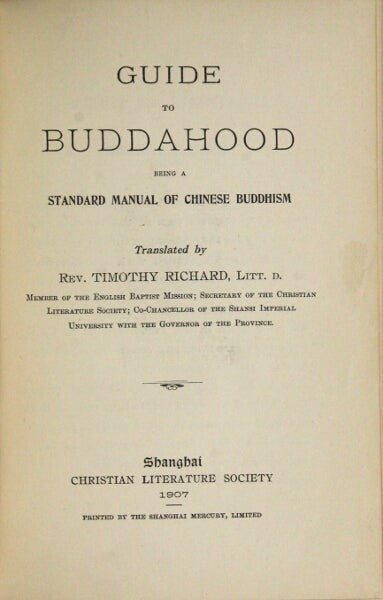 GUIDE
TO
BUDDAHOOD
BEING A
STANDARD MANUAL OF CHINESE BUDDHISM
Translated by
REV. TIMOTHY RICHARD, LITT. D.
MEMBER OF THE ENGLISH BAPTIST MISSION; SECRETARY OF THE CHRISTIAN
LITERATURE SOCIETY; CO-CHANCELLOR OF THE SHANSI IMPERIAL
UNIVERSITY WITH THE GOVERNOR OF THE PROVINCE.
Shanghai
CHRISTIAN LITERATURE SOCIETY
1907
PRINTED BY THE SHANGHAI MERCURY, LIMITED